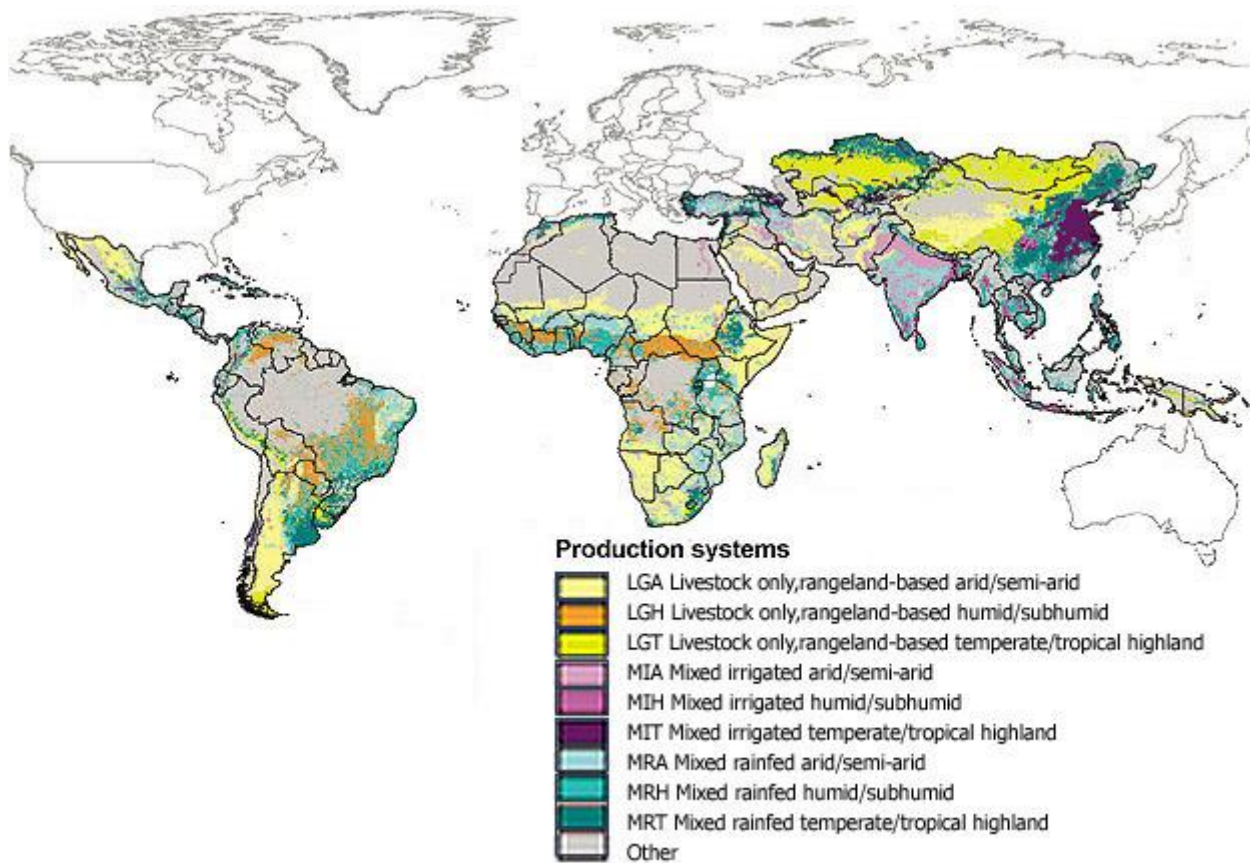 Production systems
LGA Livestock only,rangeland-based arid/semi-arid
LGH Livestock only,rangeland-based humid/subhumid
LGT Livestock only,rangeland-based temperate/tropical highland
MIA Mixed irrigated arid/semi-arid
MIH Mixed irrigated humid/subhumid
MIT Mixed irrigated temperate/tropical highland
MRA Mixed rainfed arid/semi-arid
MRH Mixed rainfed humid/subhumid
MRT Mixed rainfed temperate/tropical highland
Other